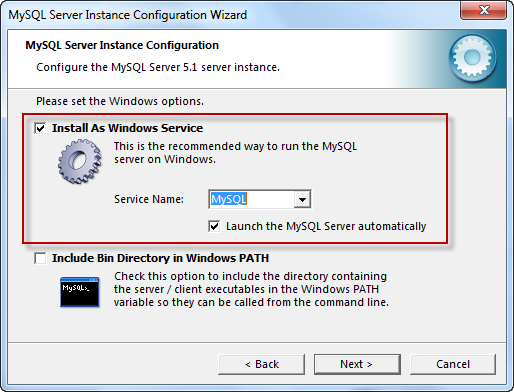 MySQL Server Instance Configuration Wizard
MySQL Server Instance Configuration
Configure the MySQL Server 5.1 server instance.
Please set the Windows options.
Install As Windows Service
This is the recommended way to run the MySQL
server on Windows.
Service Name: MySQL
Launch the MySQL Server automatically
Include Bin Directory in Windows PATH
MySQL>_
Check this option to include the directory containing
the server / client executables in the Windows PATH
variable so they can be called from the command line.
< Back Next > Cancel